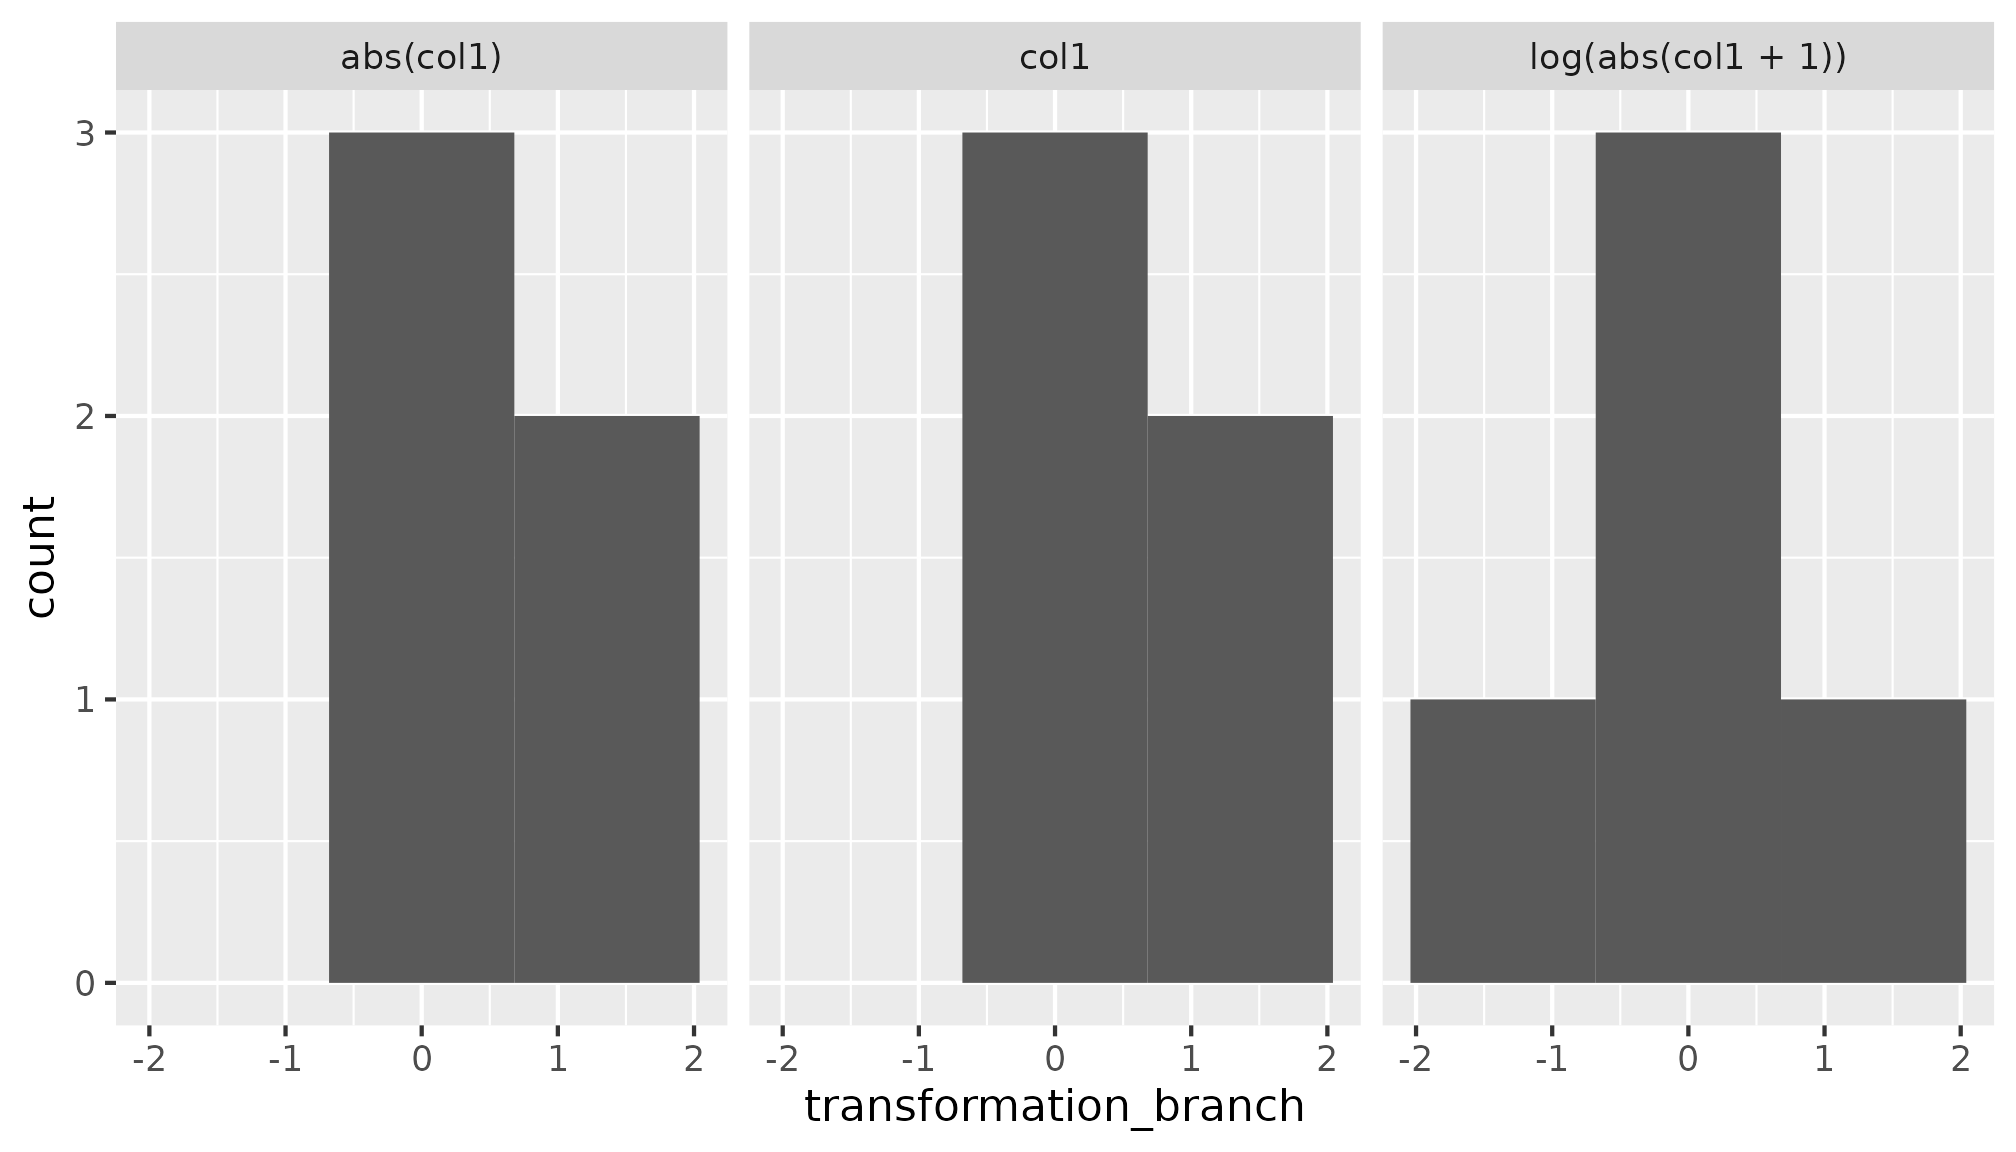 abs(col1)
col1
log(abs(col1 + 1))
3
2
1
0
count
-2 -1 0 1 2
-2 -1 0 1 2
-2 -1 0 1 2
transformation_branch